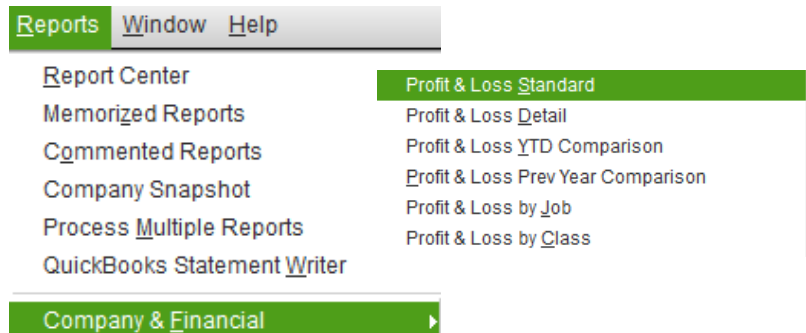 Reports Window Help
Report Center
Memorized Reports
Commented Reports
Company Snapshot
Process Multiple Reports
QuickBooks Statement Writer
Company & Financial
Profit & Loss Standard
Profit & Loss Detail
Profit & Loss YTD Comparison
Profit & Loss Prev Year Comparison
Profit & Loss by Job
Profit & Loss by Class